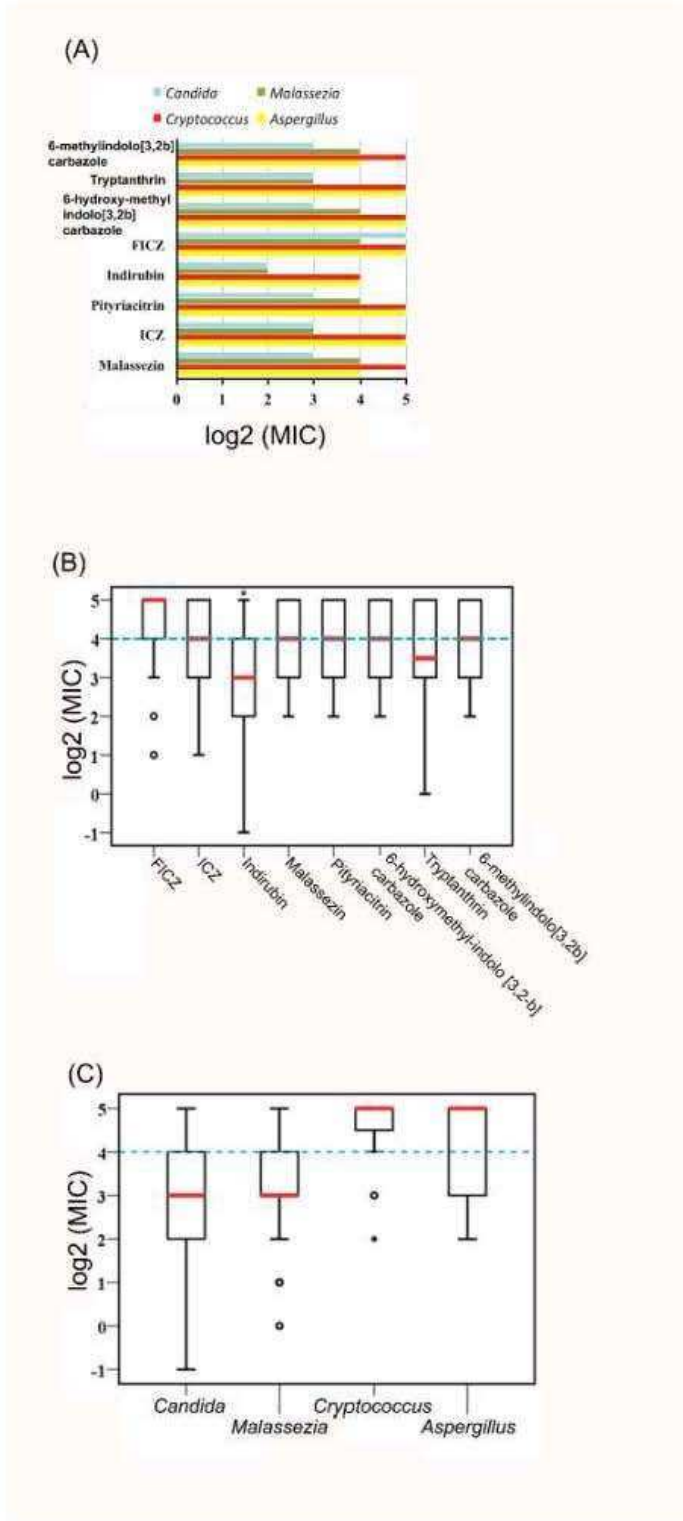 (A)
Candida Malassezia
Cryptococcus Aspergillus
6-methylindolo[3,2b]
carbazole
Tryptanthrin
6-hydroxy-methyl
indolo[3,2b]
carbazole
FICZ
Indirubin
Pityriacitrin
ICZ
Malassezin
0 1 2 3 4 5
log2 (MIC)
(B)
log2 (MIC)
5
4
3
2
1
0
-1
FICZ
ICZ
Indirubin
Malassezin
Pityriacitrin
6-hydroxymethyl-indolo [3,2-b]
carbazole
Tryptanthrin
6-methylindolo[3,2b]
carbazole
(C)
log2 (MIC)
5
4
3
2
1
0
-1
Candida
Malassezia
Cryptococcus
Aspergillus